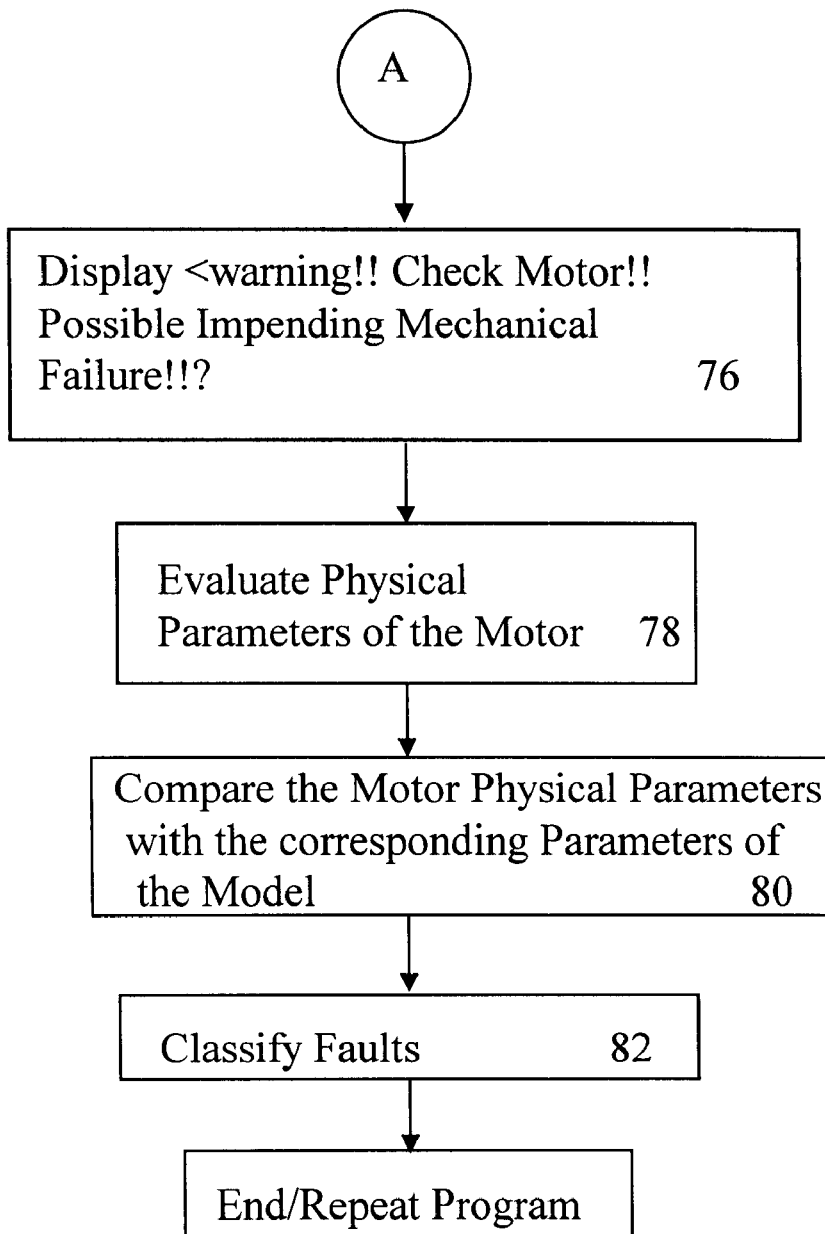 A
Display <warning!! Check Motor!!
Possible Impending Mechanical
Failure!!? 76
Evaluate Physical
Parameters of the Motor 78
Compare the Motor Physical Parameters
with the corresponding Parameters of
the Model 80
Classify Faults 82
End/Repeat Program